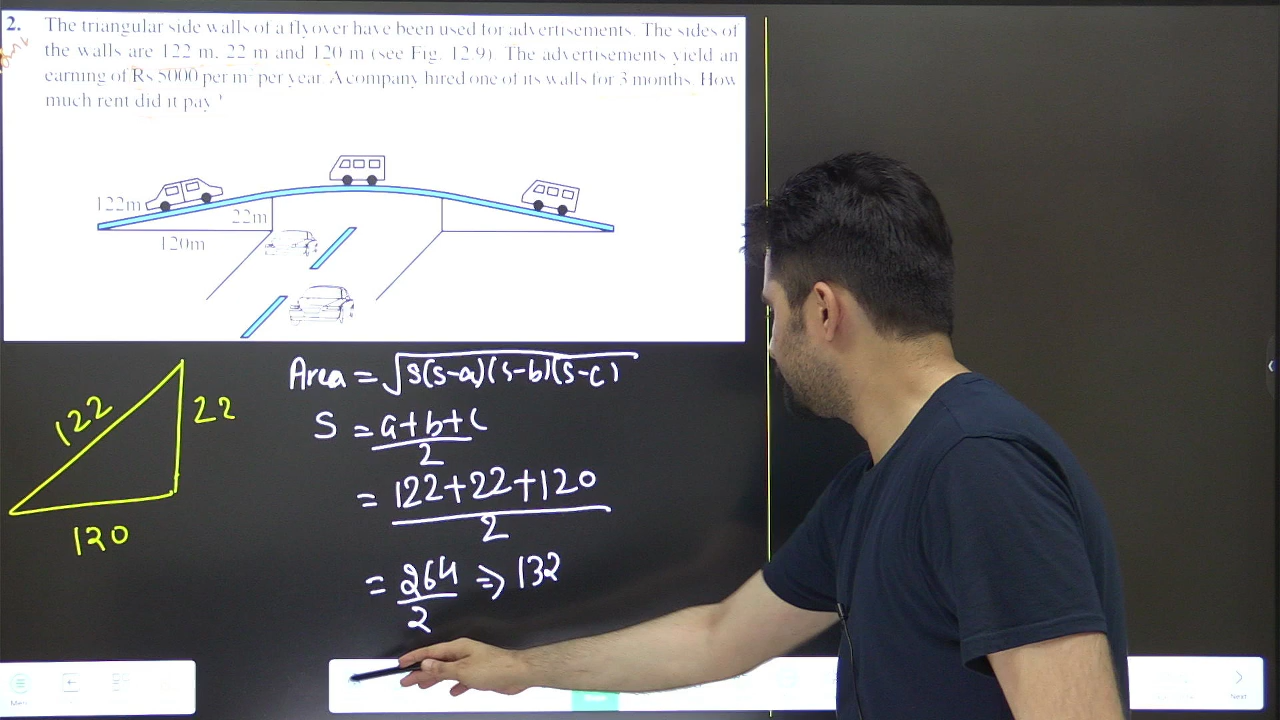 2. The triangular side walls of a flyover have been used for advertisements. The sides of
the walls are 122 m, 22 m and 120 m (see Fig. 12.9). The advertisements yield an
earning of Rs 5000 per m² per year. A company hired one of its walls for 3 months. How
much rent did it pay ?
122m
22m
120m
122
22
120
Area = √s(s-a)(s-b)(s-c)
S = a+b+c
2
= 122+22+120
2
= 264 ⇒ 132
2
Menu
Next